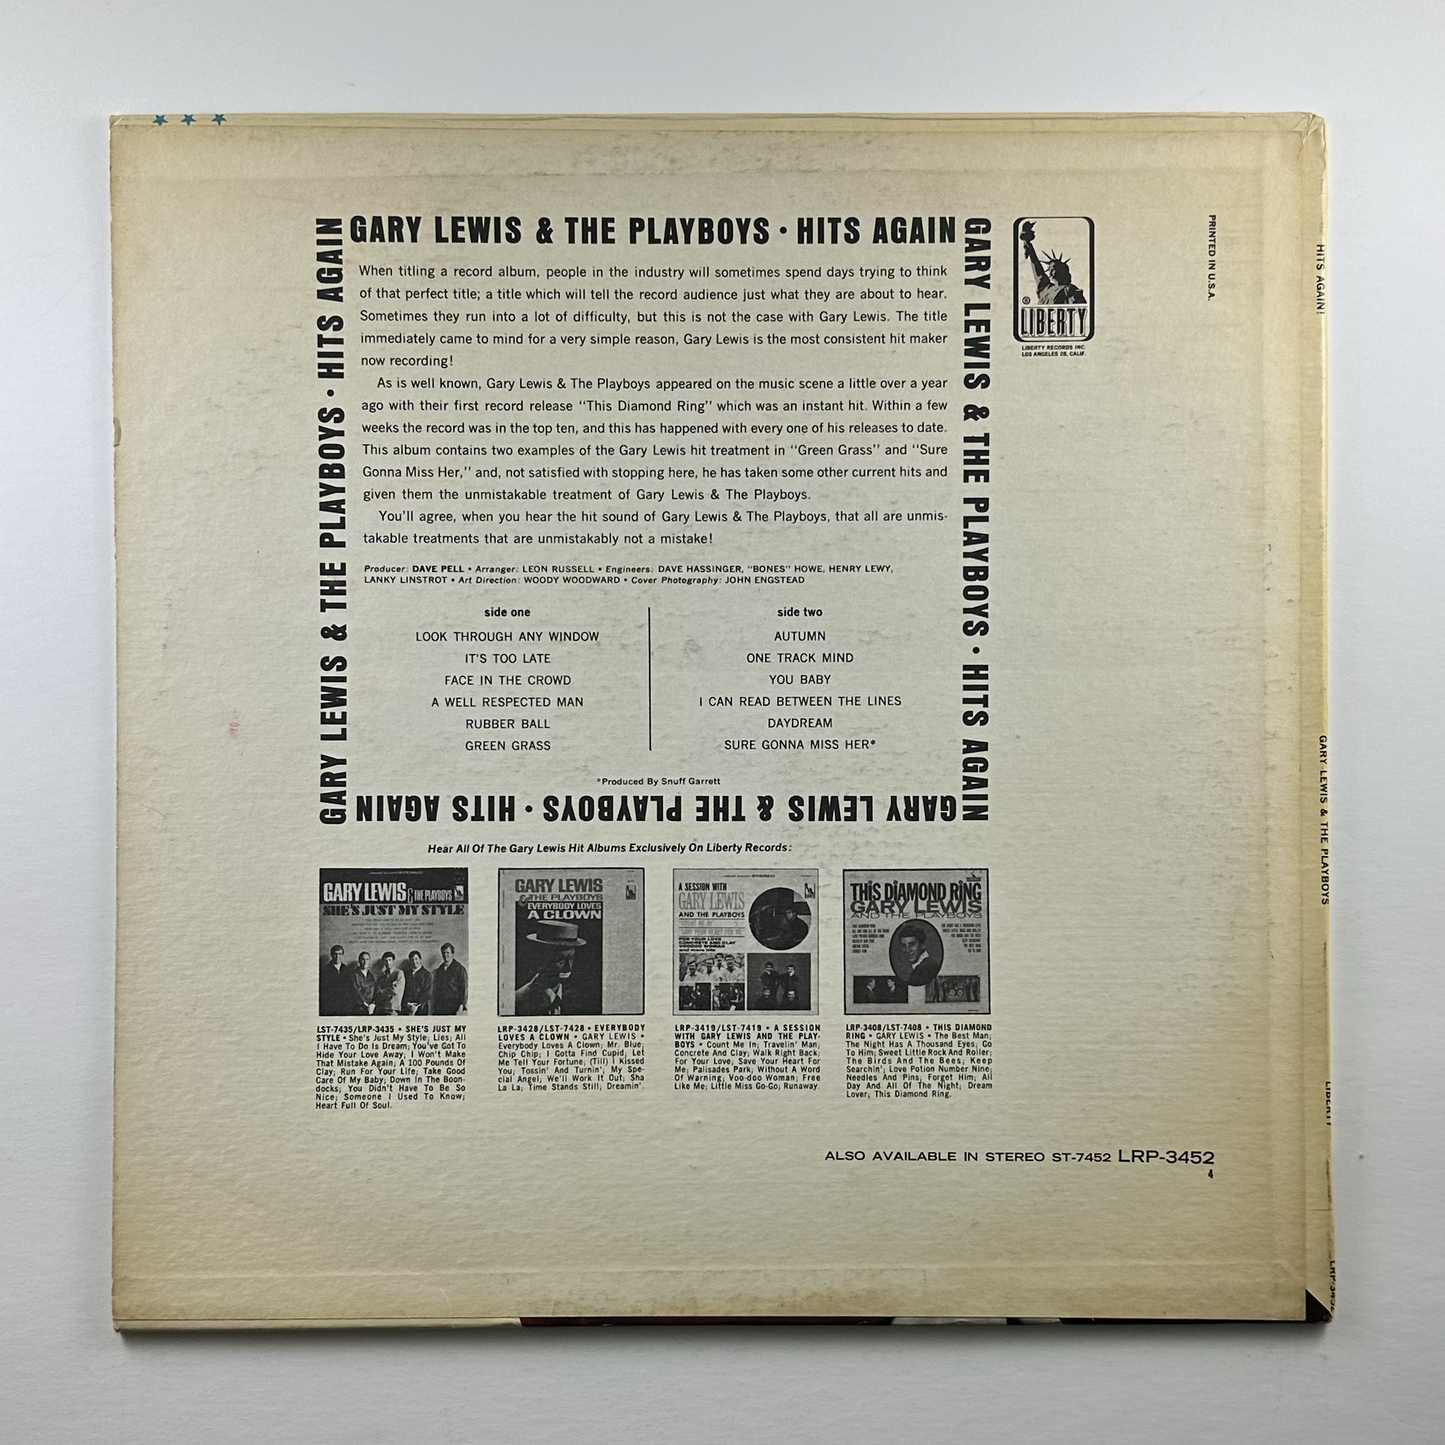 GARY LEWIS & THE PLAYBOYS · HITS AGAIN
GARY LEWIS & THE PLAYBOYS · HITS AGAIN
GARY LEWIS & THE PLAYBOYS · HITS AGAIN
When titling a record album, people in the industry will sometimes spend days trying to think
of that perfect title; a title which will tell the record audience just what they are about to hear.
Sometimes they run into a lot of difficulty, but this is not the case with Gary Lewis. The title
immediately came to mind for a very simple reason, Gary Lewis is the most consistent hit maker
now recording!
As is well known, Gary Lewis & The Playboys appeared on the music scene a little over a year
ago with their first record release "This Diamond Ring" which was an instant hit. Within a few
weeks the record was in the top ten, and this has happened with every one of his releases to date.
This album contains two examples of the Gary Lewis hit treatment in "Green Grass" and "Sure
Gonna Miss Her," and, not satisfied with stopping here, he has taken some other current hits and
given them the unmistakable treatment of Gary Lewis & The Playboys.
You'll agree, when you hear the hit sound of Gary Lewis & The Playboys, that all are unmis-
takable treatments that are unmistakably not a mistake!
Producer: DAVE PELL • Arranger: LEON RUSSELL • Engineers: DAVE HASSINGER, "BONES" HOWE, HENRY LEWY,
LANKY LINSTROT • Art Direction: WOODY WOODWARD • Cover Photography: JOHN ENGSTEAD
side one
LOOK THROUGH ANY WINDOW
IT'S TOO LATE
FACE IN THE CROWD
A WELL RESPECTED MAN
RUBBER BALL
GREEN GRASS
side two
AUTUMN
ONE TRACK MIND
YOU BABY
I CAN READ BETWEEN THE LINES
DAYDREAM
SURE GONNA MISS HER*
*Produced By Snuff Garrett
GARY LEWIS & THE PLAYBOYS · HITS AGAIN
®
LIBERTY
LIBERTY RECORDS INC.
LOS ANGELES 28, CALIF.
PRINTED IN U.S.A.
Hear All Of The Gary Lewis Hit Albums Exclusively On Liberty Records:
GARY LEWIS & THE PLAYBOYS
SHE'S JUST MY STYLE
LST-7435/LRP-3435 • SHE'S JUST MY
STYLE • She's Just My Style; Lies; All
I Have To Do Is Dream; You've Got To
Hide Your Love Away; I Won't Make
That Mistake Again; A 100 Pounds Of
Clay; Run For Your Life; Take Good
Care Of My Baby; Down In The Boon-
docks; You Didn't Have To Be So
Nice; Someone I Used To Know;
Heart Full Of Soul.
GARY LEWIS
& THE PLAYBOYS
EVERYBODY LOVES
A CLOWN
LRP-3428/LST-7428 • EVERYBODY
LOVES A CLOWN • GARY LEWIS •
Everybody Loves A Clown; Mr. Blue;
Chip Chip; I Gotta Find Cupid; Let
Me Tell Your Fortune; (Till) I Kissed
You; Tossin' And Turnin'; My Spe-
cial Angel; We'll Work It Out; Sha
La La; Time Stands Still; Dreamin'.
A SESSION WITH
GARY LEWIS
AND THE PLAYBOYS
LRP-3419/LST-7419 • A SESSION
WITH GARY LEWIS AND THE PLAY-
BOYS • Count Me In; Travelin' Man;
Concrete And Clay; Walk Right Back;
For Your Love; Save Your Heart For
Me; Palisades Park; Without A Word
Of Warning; Voo-doo Woman; Free
Like Me; Little Miss Go-Go; Runaway.
THIS DIAMOND RING
GARY LEWIS
AND THE PLAYBOYS
LRP-3408/LST-7408 • THIS DIAMOND
RING • GARY LEWIS • The Best Man;
The Night Has A Thousand Eyes; Go
To Him; Sweet Little Rock And Roller;
The Birds And The Bees; Keep
Searchin'; Love Potion Number Nine;
Needles And Pins; Forget Him; All
Day And All Of The Night; Dream
Lover; This Diamond Ring.
ALSO AVAILABLE IN STEREO ST-7452 LRP-3452
4
HITS AGAIN!
GARY LEWIS & THE PLAYBOYS
LIBERTY
LRP-3452